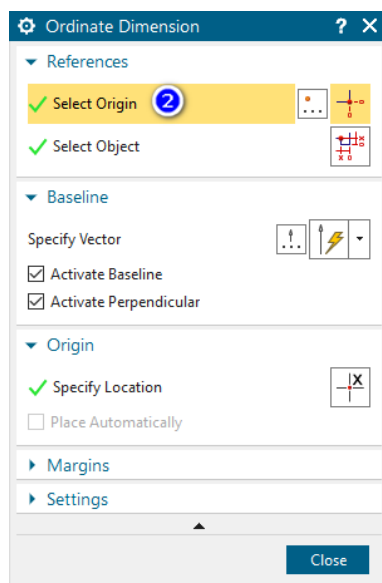 Ordinate Dimension ? X
References
Select Origin 2
Select Object
Baseline
Specify Vector
Activate Baseline
Activate Perpendicular
Origin
Specify Location X
Place Automatically
Margins
Settings
Close